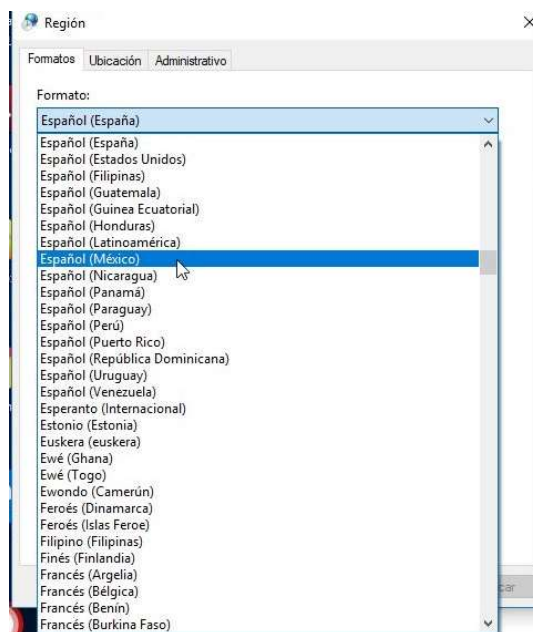 Región
Formatos Ubicación Administrativo
Formato:
Español (España)
Español (España)
Español (Estados Unidos)
Español (Filipinas)
Español (Guatemala)
Español (Guinea Ecuatorial)
Español (Honduras)
Español (Latinoamérica)
Español (México)
Español (Nicaragua)
Español (Panamá)
Español (Paraguay)
Español (Perú)
Español (Puerto Rico)
Español (República Dominicana)
Español (Uruguay)
Español (Venezuela)
Esperanto (Internacional)
Estonio (Estonia)
Euskera (euskera)
Ewé (Ghana)
Ewé (Togo)
Ewondo (Camerún)
Feroés (Dinamarca)
Feroés (Islas Feroe)
Filipino (Filipinas)
Finés (Finlandia)
Francés (Argelia)
Francés (Bélgica)
Francés (Benín)
Francés (Burkina Faso)